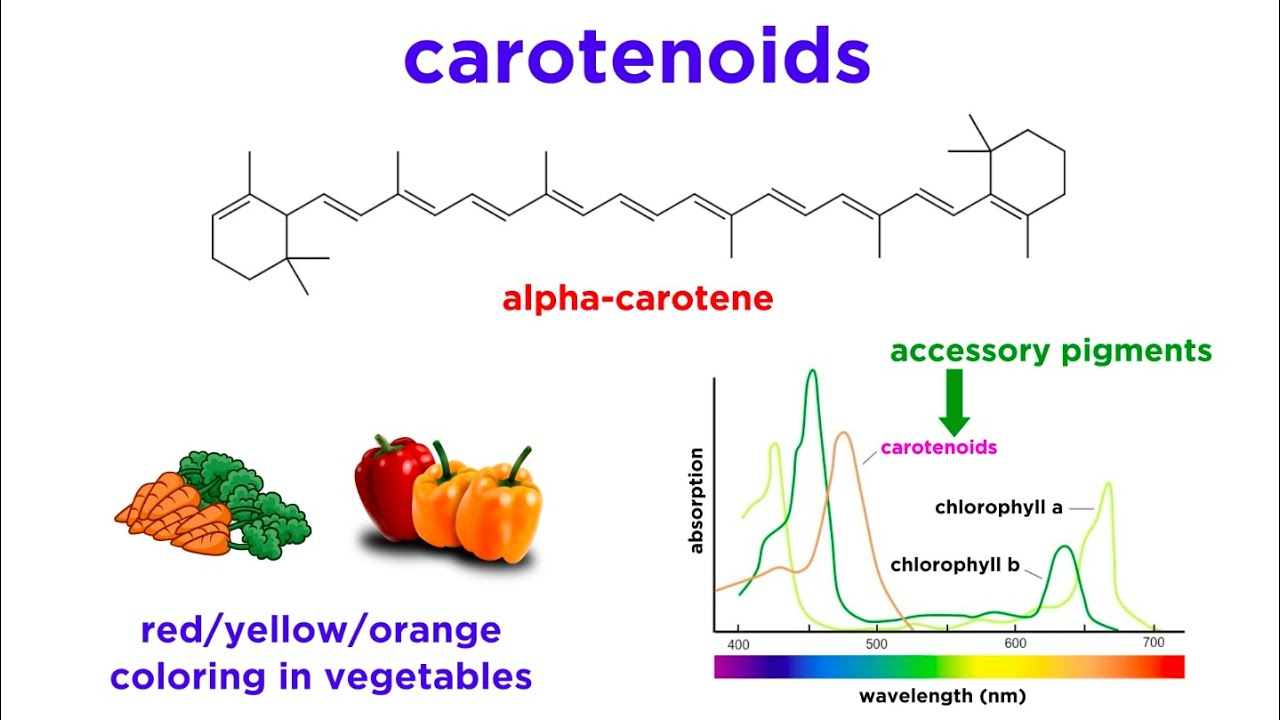 carotenoids
alpha-carotene
accessory pigments
carotenoids
chlorophyll a
chlorophyll b
absorption
400
500
600
700
wavelength (nm)
red/yellow/orange
coloring in vegetables